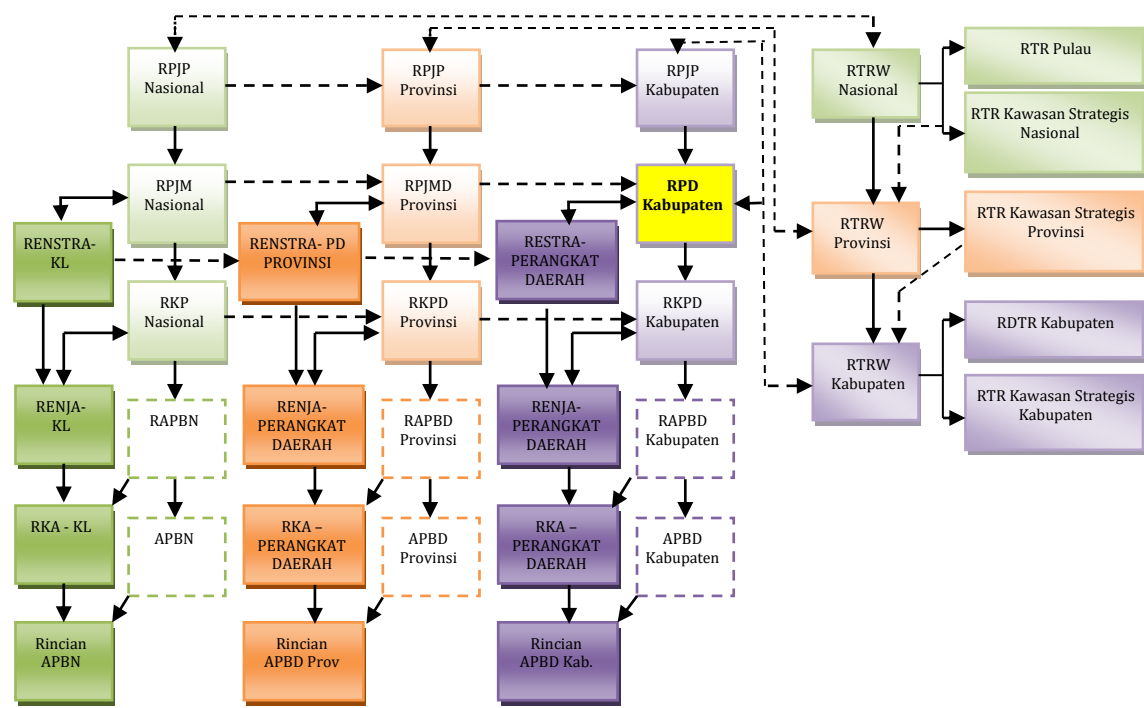 RPJP
Nasional
RPJP
Provinsi
RPJP
Kabupaten
RTRW
Nasional
RTR Pulau
RTR Kawasan Strategis
Nasional
RPJM
Nasional
RPJMD
Provinsi
RPD
Kabupaten
RTRW
Provinsi
RTR Kawasan Strategis
Provinsi
RENSTRA-
KL
RENSTRA- PD
PROVINSI
RESTRA-
PERANGKAT
DAERAH
RKP
Nasional
RKPD
Provinsi
RKPD
Kabupaten
RTRW
Kabupaten
RDTR Kabupaten
RTR Kawasan Strategis
Kabupaten
RENJA-
KL
RAPBN
RENJA-
PERANGKAT
DAERAH
RAPBD
Provinsi
RENJA-
PERANGKAT
DAERAH
RAPBD
Kabupaten
RKA - KL
APBN
RKA –
PERANGKAT
DAERAH
APBD
Provinsi
RKA –
PERANGKAT
DAERAH
APBD
Kabupaten
Rincian
APBN
Rincian
APBD Prov
Rincian
APBD Kab.